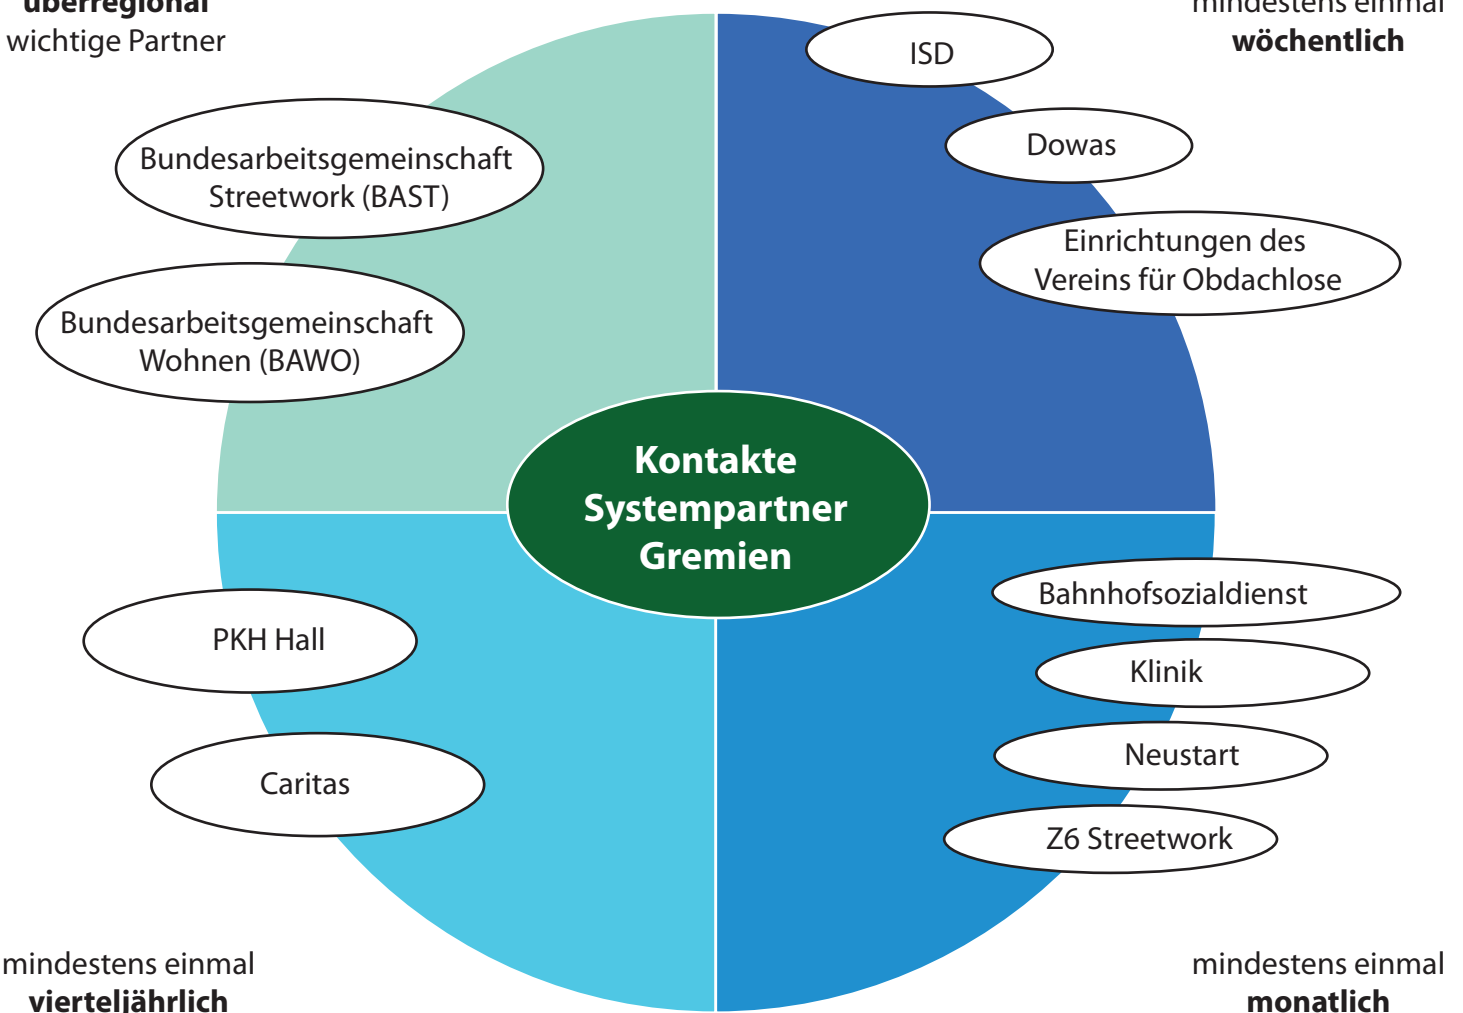 überregional
wichtige Partner
mindestens einmal
wöchentlich
ISD
Dowas
Einrichtungen des
Vereins für Obdachlose
Bundesarbeitsgemeinschaft
Streetwork (BAST)
Bundesarbeitsgemeinschaft
Wohnen (BAWO)
Kontakte
Systempartner
Gremien
PKH Hall
Caritas
Bahnhofsozialdienst
Klinik
Neustart
Z6 Streetwork
mindestens einmal
vierteljährlich
mindestens einmal
monatlich